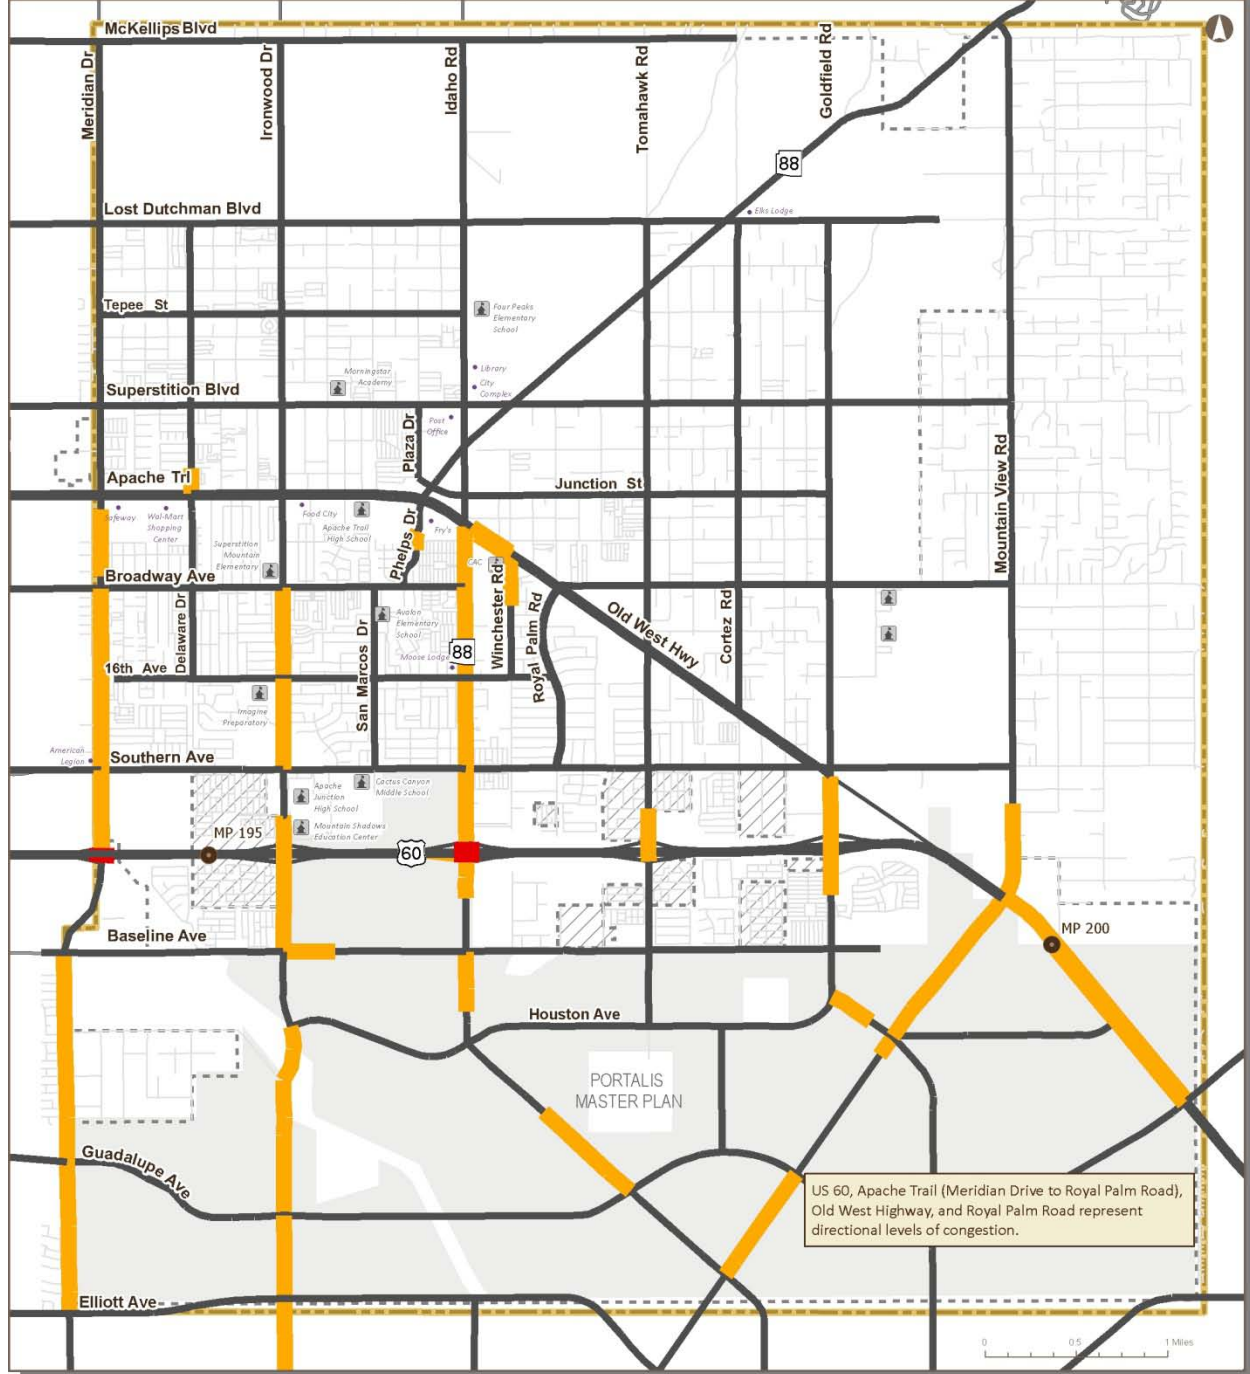 McKellips Blvd
Meridian Dr
Ironwood Dr
Idaho Rd
Tomahawk Rd
Goldfield Rd
88
Lost Dutchman Blvd
Elks Lodge
Tepee St
Four Peaks
Elementary
School
Morningstar
Academy
Library
City
Complex
Superstition Blvd
Plaza Dr
Post
Office
Mountain View Rd
Apache Trl
Junction St
Safeway
Wal-Mart
Shopping
Center
Food City
Apache Trail
High School
Fry's
Phelps Dr
Superstition
Mountain
Elementary
CAC
Broadway Ave
Winchester Rd
Royal Palm Rd
Old West Hwy
Cortez Rd
Delaware Dr
San Marcos Dr
Avalon
Elementary
School
Moose Lodge
88
16th Ave
Imagine
Preparatory
American
Legion
Southern Ave
Apache
Junction
High School
Cactus Canyon
Middle School
Mountain Shadows
Education Center
MP 195
60
Baseline Ave
MP 200
Houston Ave
PORTALIS
MASTER PLAN
Guadalupe Ave
US 60, Apache Trail (Meridian Drive to Royal Palm Road),
Old West Highway, and Royal Palm Road represent
directional levels of congestion.
Elliott Ave
0 0.5 1 Miles